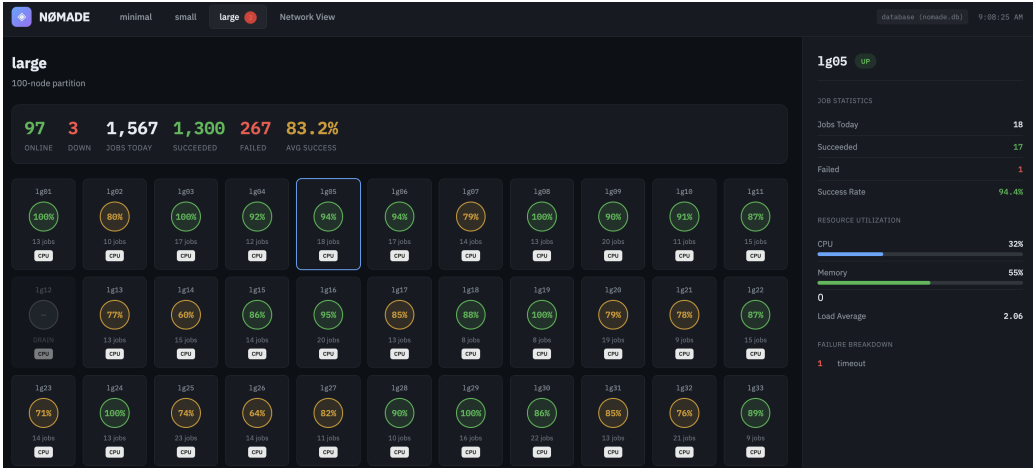 NØMADE minimal small large 3 Network View database (nomade.db) 9:08:25 AM
large
100-node partition
97 3 1,567 1,300 267 83.2%
ONLINE DOWN JOBS TODAY SUCCEEDED FAILED AVG SUCCESS
lg01 lg02 lg03 lg04 lg05 lg06 lg07 lg08 lg09 lg10 lg11
100% 80% 100% 92% 94% 94% 79% 100% 90% 91% 87%
13 jobs 10 jobs 17 jobs 12 jobs 18 jobs 17 jobs 14 jobs 13 jobs 20 jobs 11 jobs 15 jobs
CPU CPU CPU CPU CPU CPU CPU CPU CPU CPU CPU
lg12 lg13 lg14 lg15 lg16 lg17 lg18 lg19 lg20 lg21 lg22
— 77% 60% 86% 95% 85% 88% 100% 79% 78% 87%
DRAIN 13 jobs 15 jobs 14 jobs 20 jobs 13 jobs 8 jobs 8 jobs 19 jobs 9 jobs 15 jobs
CPU CPU CPU CPU CPU CPU CPU CPU CPU CPU CPU
lg23 lg24 lg25 lg26 lg27 lg28 lg29 lg30 lg31 lg32 lg33
71% 100% 74% 64% 82% 90% 100% 86% 85% 76% 89%
14 jobs 13 jobs 23 jobs 14 jobs 11 jobs 10 jobs 16 jobs 22 jobs 13 jobs 21 jobs 9 jobs
CPU CPU CPU CPU CPU CPU CPU CPU CPU CPU CPU
lg05 UP
JOB STATISTICS
Jobs Today 18
Succeeded 17
Failed 1
Success Rate 94.4%
RESOURCE UTILIZATION
CPU 32%
Memory 55%
0
Load Average 2.06
FAILURE BREAKDOWN
1 timeout